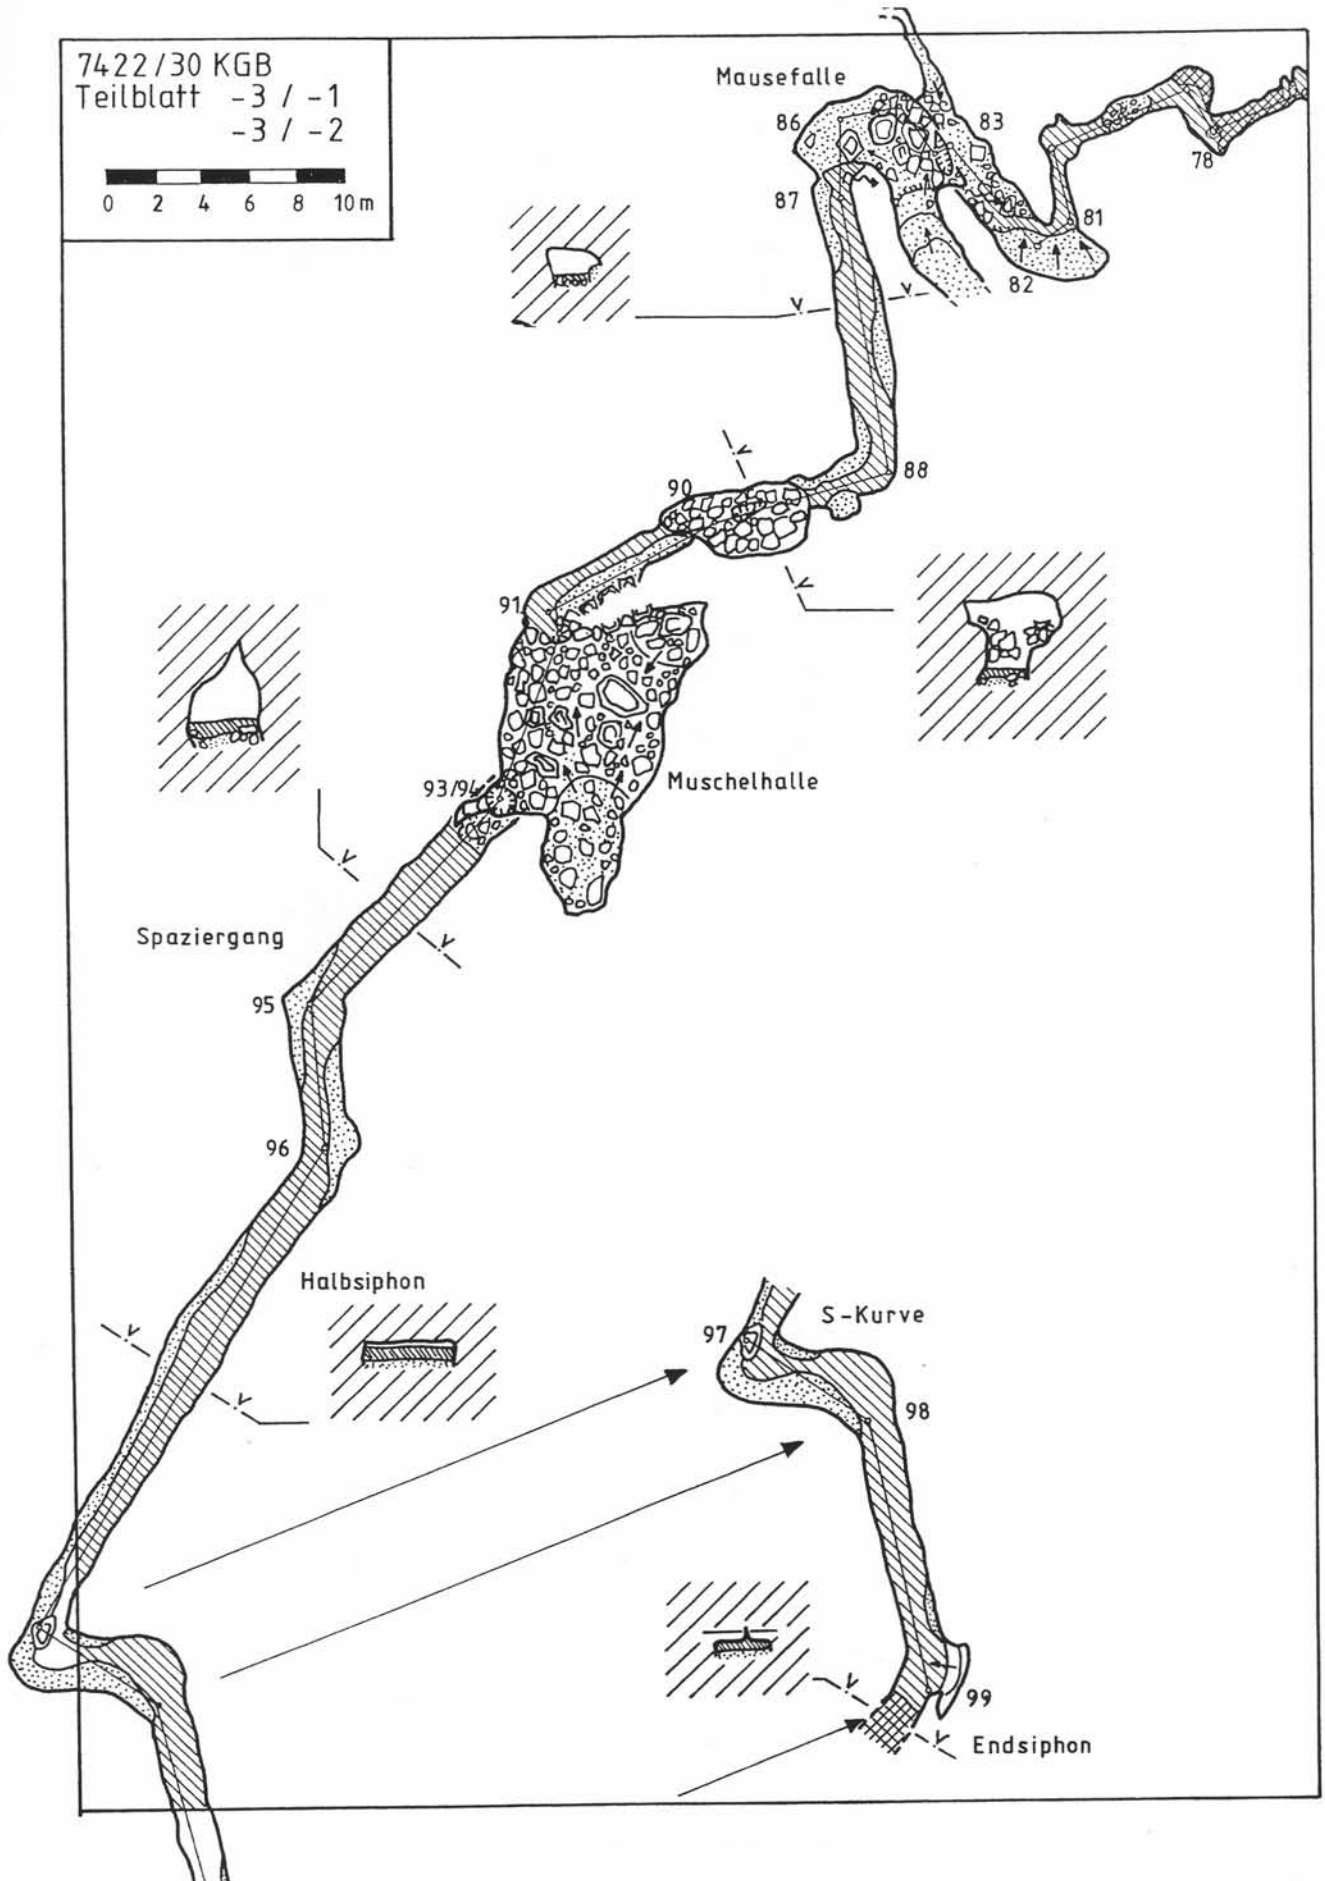 7422/30 KGB
Teilblatt -3 / -1
-3 / -2
0 2 4 6 8 10 m
Mausefalle
86
83
78
87
81
82
88
90
91
93/94
Muschelhalle
Spaziergang
95
96
Halbsiphon
S-Kurve
97
98
99
Endsiphon
V
V
V
V
V
V
V
V
V
V